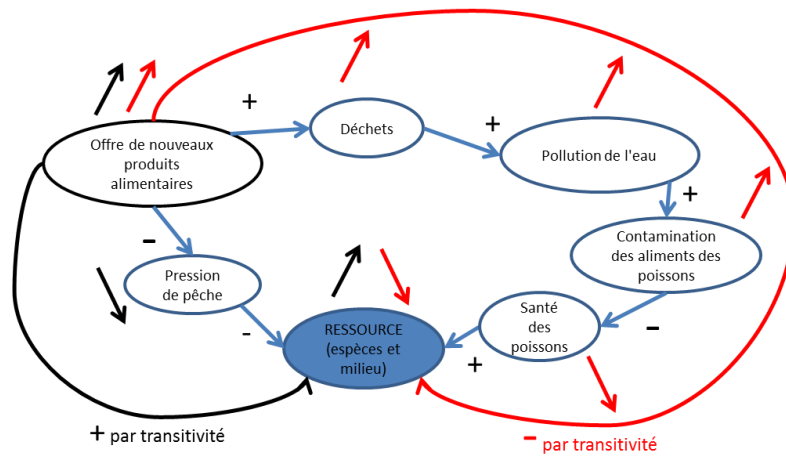 +
Déchets
+
Offre de nouveaux
produits
alimentaires
Pollution de l'eau
+
Contamination
des aliments des
poissons
-
Pression
de pêche
-
RESSOURCE
(espèces et
milieu)
Santé
des
poissons
-
+
+ par transitivité
- par transitivité